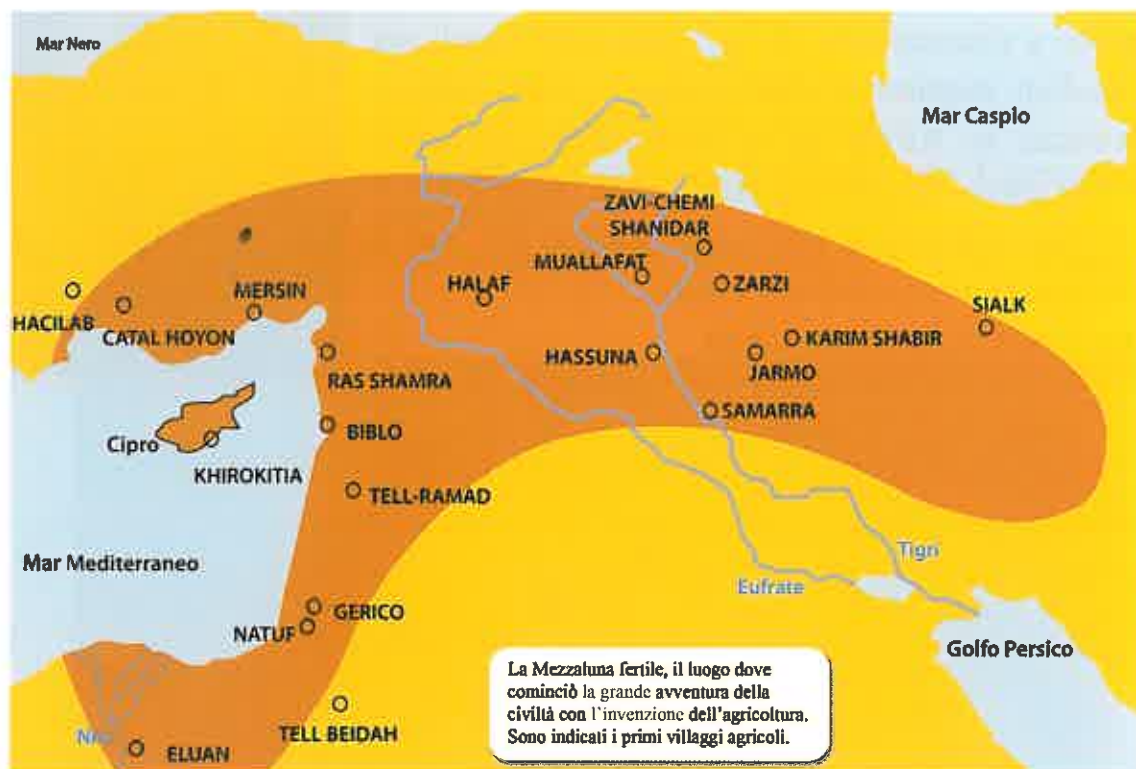 Mar Nero
Mar Caspio
ZAVI-CHEMI
SHANIDAR
MUALLAFAT
ZARZI
HALAF
MERSIN
SIALK
HACILAB
CATAL HOYON
KARIM SHABIR
HASSUNA
JARMO
RAS SHAMRA
SAMARRA
BIBLO
Cipro
KHIROKITIA
TELL-RAMAD
Mar Mediterraneo
Tigri
Eufrate
GERICO
NATUF
Golfo Persico
La Mezzaluna fertile, il luogo dove
cominciò la grande avventura della
civiltà con l'invenzione dell'agricoltura.
Sono indicati i primi villaggi agricoli.
TELL BEIDAH
Nilo
ELUAN